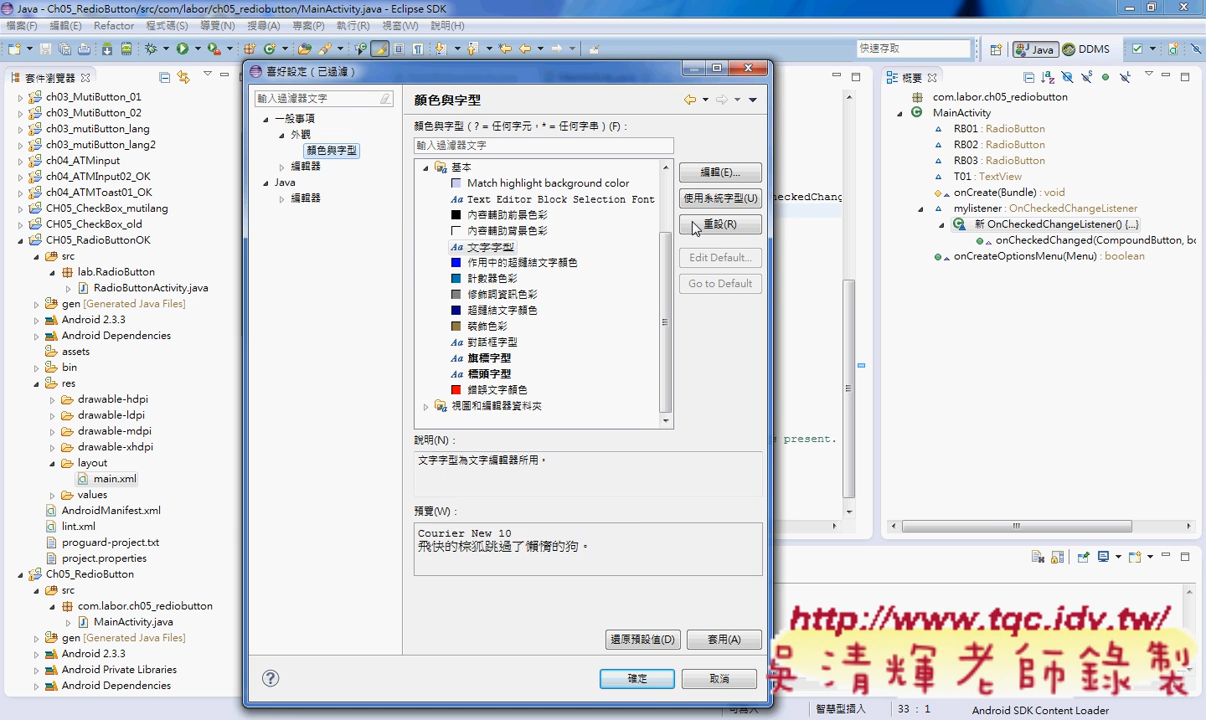 Java - Ch05_RedioButton/src/com/labor/ch05_rediobutton/MainActivity.java - Eclipse SDK
檔案(F) 編輯(E) Refactor 程式碼(S) 導覽(N) 搜尋(A) 專案(P) 執行(R) 視窗(W) 說明(H)
快速存取
Java
DDMS
套件瀏覽器
ch03_MutiButton_01
ch03_MutiButton_02
ch03_mutiButton_lang
ch03_mutiButton_lang2
ch04_ATMinput
ch04_ATMInput02_OK
ch04_ATMToast01_OK
CH05_CheckBox_mutilang
CH05_CheckBox_old
CH05_RadioButtonOK
src
lab.RadioButton
RadioButtonActivity.java
gen [Generated Java Files]
Android 2.3.3
Android Dependencies
assets
bin
res
drawable-hdpi
drawable-ldpi
drawable-mdpi
drawable-xhdpi
layout
main.xml
values
AndroidManifest.xml
lint.xml
proguard-project.txt
project.properties
Ch05_RedioButton
src
com.labor.ch05_rediobutton
MainActivity.java
gen [Generated Java Files]
Android 2.3.3
Android Private Libraries
Android Dependencies
喜好設定 (已過濾)
輸入過濾器文字
一般事項
外觀
顏色與字型
編輯器
Java
編輯器
顏色與字型
顏色與字型 (? = 任何字元,* = 任何字串) (F):
輸入過濾器文字
基本
Match highlight background color
Text Editor Block Selection Font
內容輔助前景色彩
內容輔助背景色彩
文字字型
作用中的超鏈結文字顏色
計數器色彩
修飾詞資訊色彩
超鏈結文字顏色
裝飾色彩
對話框字型
旗標字型
標頭字型
錯誤文字顏色
視圖和編輯器資料夾
編輯(E)...
使用系統字型(U)
重設(R)
Edit Default...
Go to Default
說明(N):
文字字型為文字編輯器所用。
預覽(W):
Courier New 10
飛快的棕狐跳過了懶惰的狗。
還原預設值(D)
套用(A)
確定
取消
heckedChang
s present.
概要
com.labor.ch05_rediobutton
MainActivity
RB01 : RadioButton
RB02 : RadioButton
RB03 : RadioButton
T01 : TextView
onCreate(Bundle) : void
mylistener : OnCheckedChangeListener
新 OnCheckedChangeListener() {...}
onCheckedChanged(CompoundButton, bo
onCreateOptionsMenu(Menu) : boolean
http://www.tqc.idv.tw/
吳清輝老師錄製
可寫入
智慧型插入
33 : 1
Android SDK Content Loader